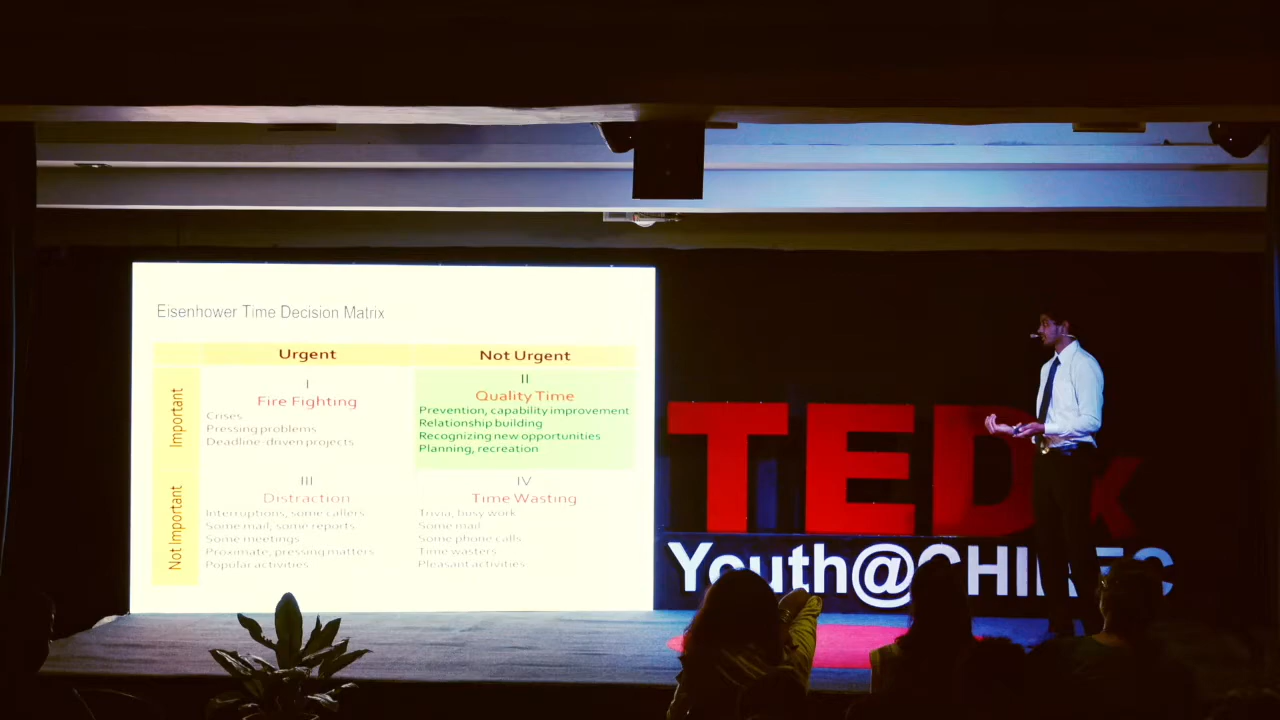 Eisenhower Time Decision Matrix
Urgent
Not Urgent
Important
I
Fire Fighting
Crises
Pressing problems
Deadline-driven projects
II
Quality Time
Prevention, capability improvement
Relationship building
Recognizing new opportunities
Planning, recreation
Not Important
III
Distraction
Interruptions, some callers
Some mail, some reports
Some meetings
Proximate, pressing matters
Popular activities
IV
Time Wasting
Trivia, busy work
Some mail
Some phone calls
Time wasters
Pleasant activities
TEDx
Youth@CHIREC